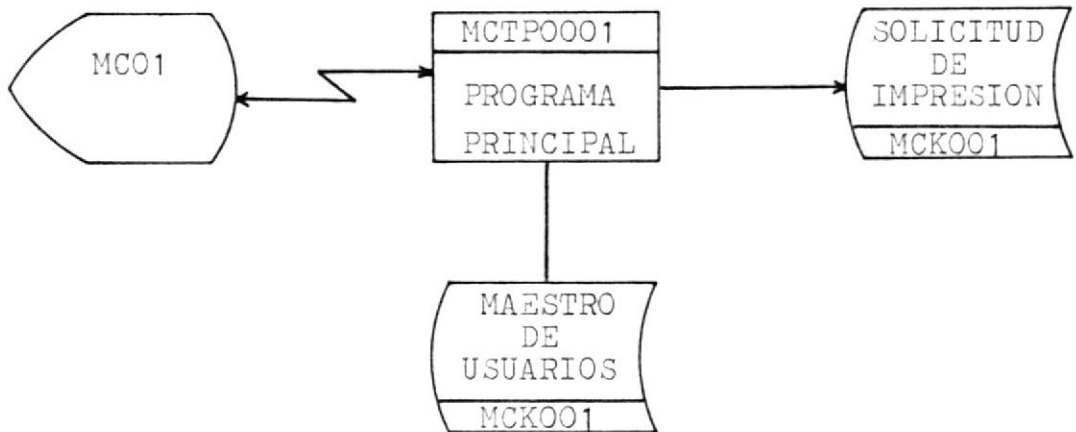 MC01
MCTP0001
PROGRAMA
PRINCIPAL
SOLICITUD
DE
IMPRESION
MCK001
MAESTRO
DE
USUARIOS
MCK001